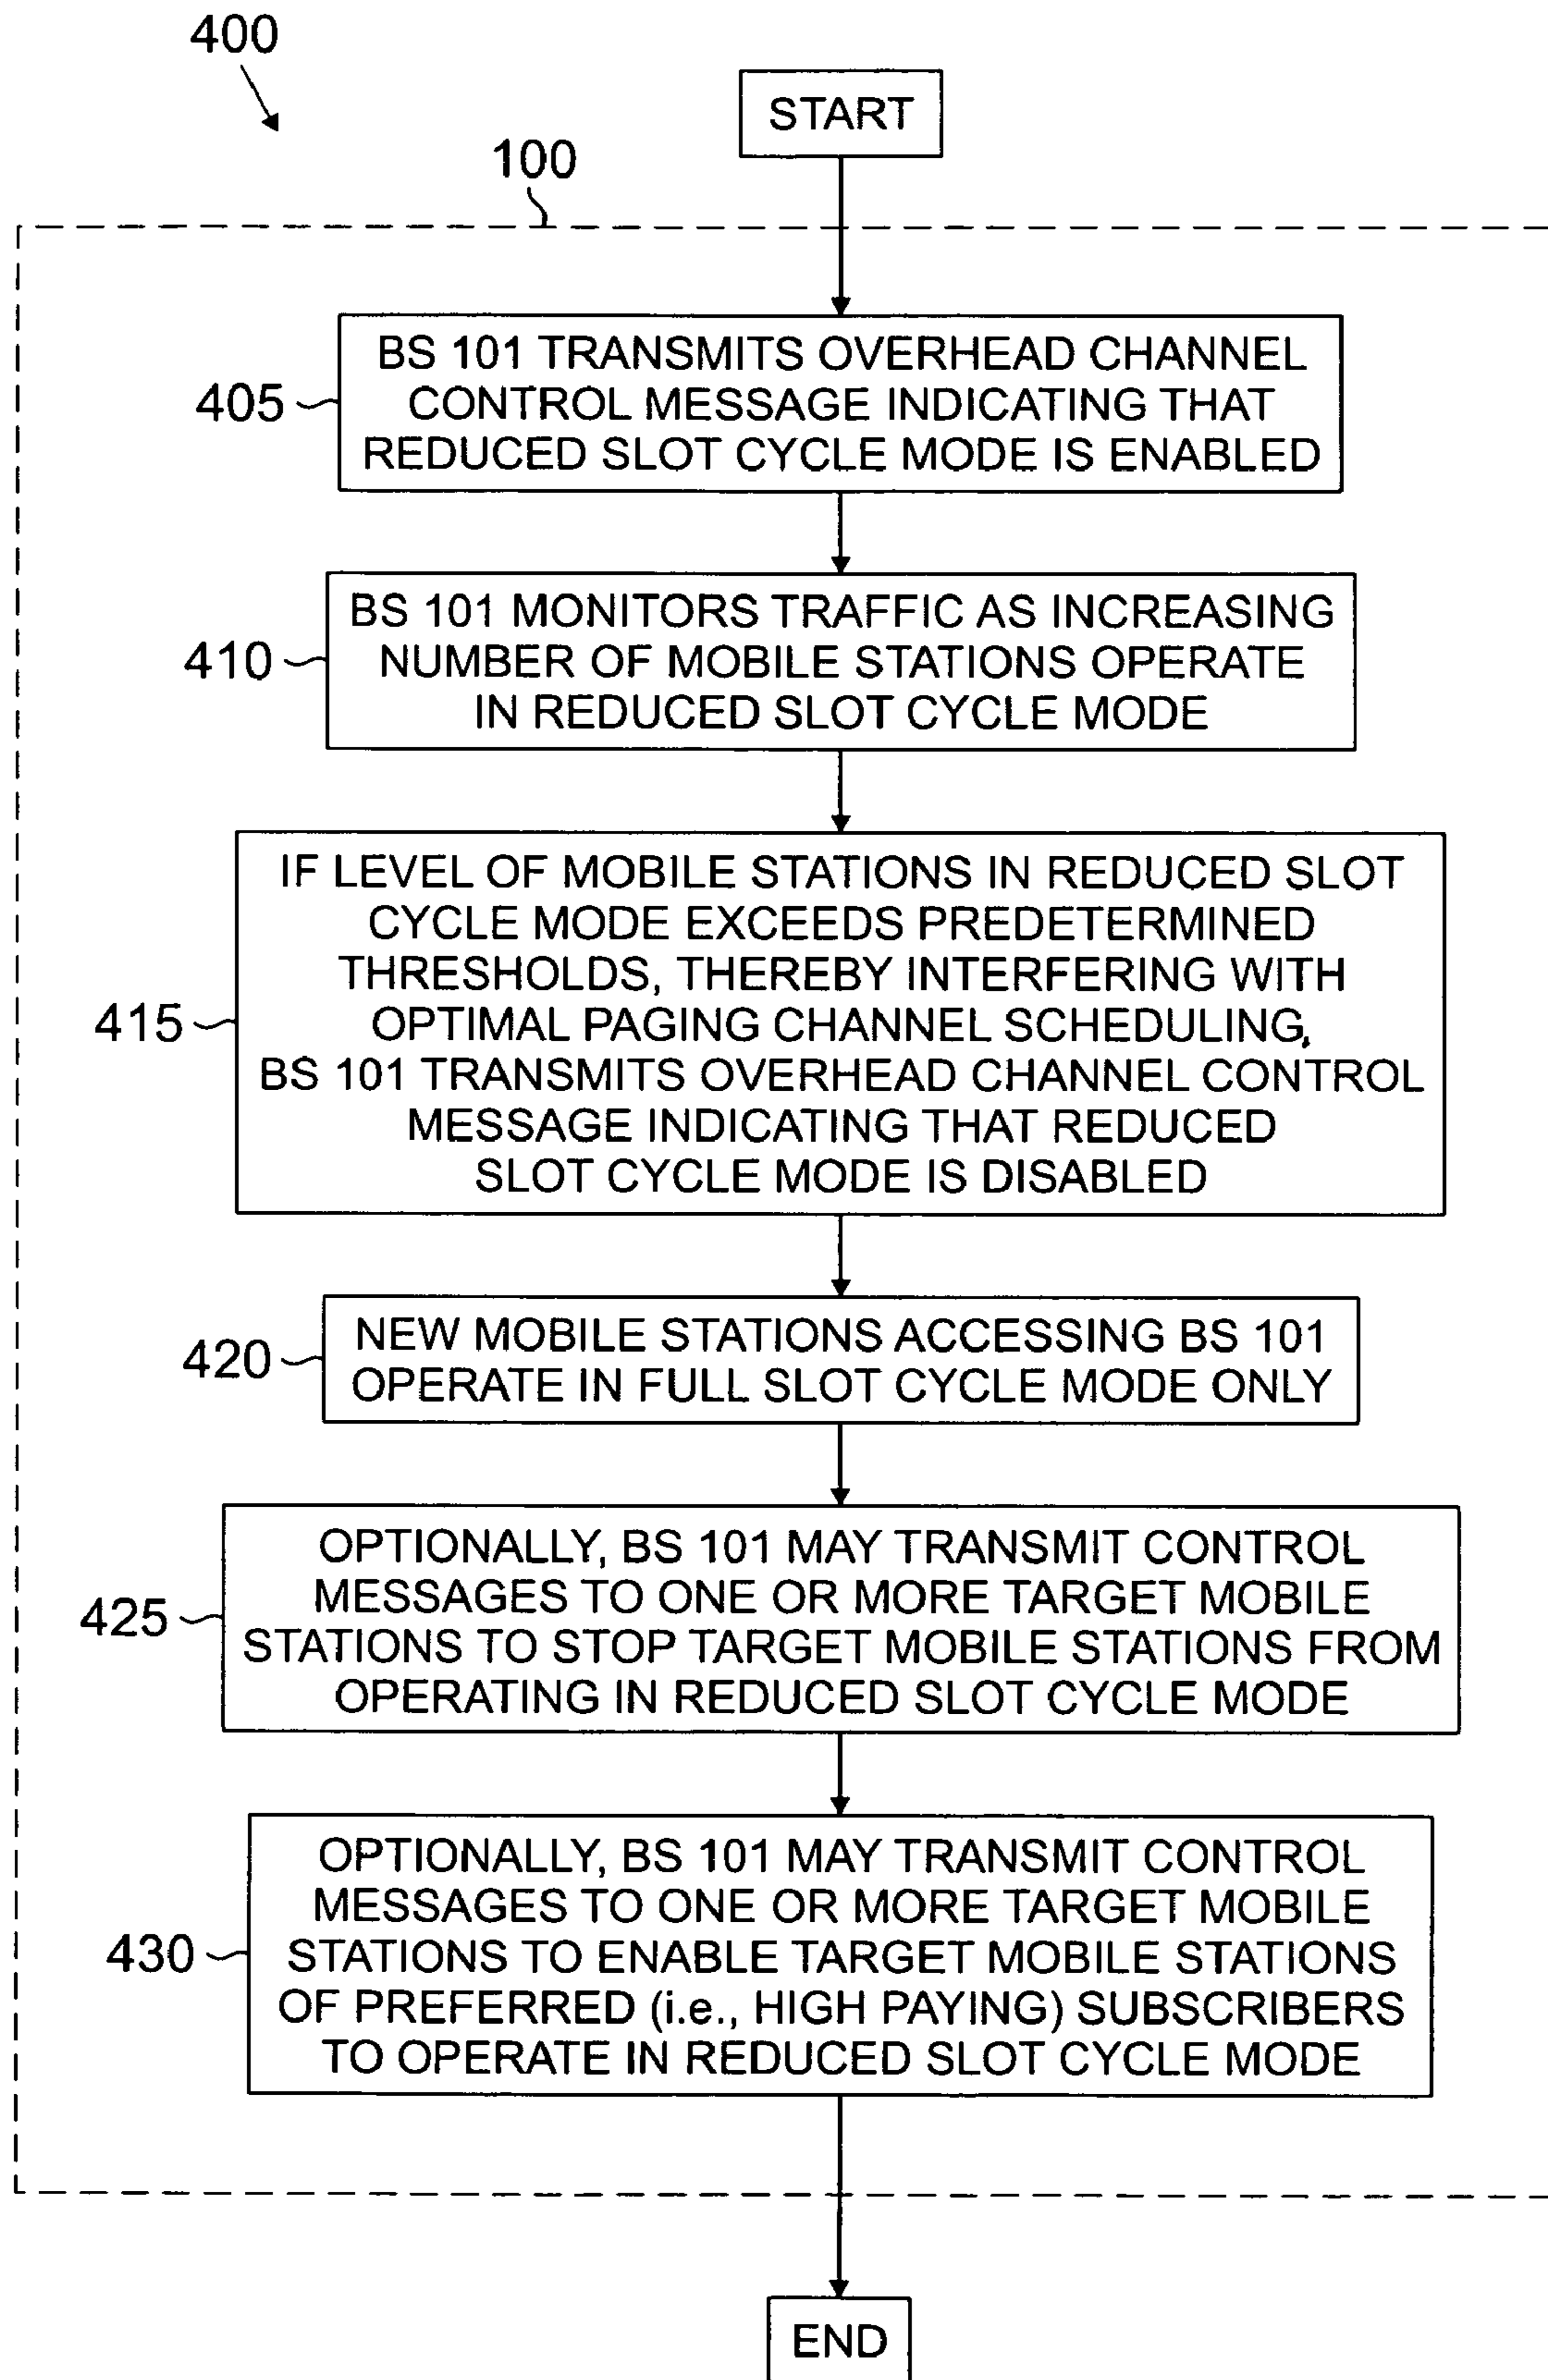 400
START
100
BS 101 TRANSMITS OVERHEAD CHANNEL
CONTROL MESSAGE INDICATING THAT
REDUCED SLOT CYCLE MODE IS ENABLED
405
BS 101 MONITORS TRAFFIC AS INCREASING
NUMBER OF MOBILE STATIONS OPERATE
IN REDUCED SLOT CYCLE MODE
410
IF LEVEL OF MOBILE STATIONS IN REDUCED SLOT
CYCLE MODE EXCEEDS PREDETERMINED
THRESHOLDS, THEREBY INTERFERING WITH
OPTIMAL PAGING CHANNEL SCHEDULING,
BS 101 TRANSMITS OVERHEAD CHANNEL CONTROL
MESSAGE INDICATING THAT REDUCED
SLOT CYCLE MODE IS DISABLED
415
NEW MOBILE STATIONS ACCESSING BS 101
OPERATE IN FULL SLOT CYCLE MODE ONLY
420
OPTIONALLY, BS 101 MAY TRANSMIT CONTROL
MESSAGES TO ONE OR MORE TARGET MOBILE
STATIONS TO STOP TARGET MOBILE STATIONS FROM
OPERATING IN REDUCED SLOT CYCLE MODE
425
OPTIONALLY, BS 101 MAY TRANSMIT CONTROL
MESSAGES TO ONE OR MORE TARGET MOBILE
STATIONS TO ENABLE TARGET MOBILE STATIONS
OF PREFERRED (i.e., HIGH PAYING) SUBSCRIBERS
TO OPERATE IN REDUCED SLOT CYCLE MODE
430
END